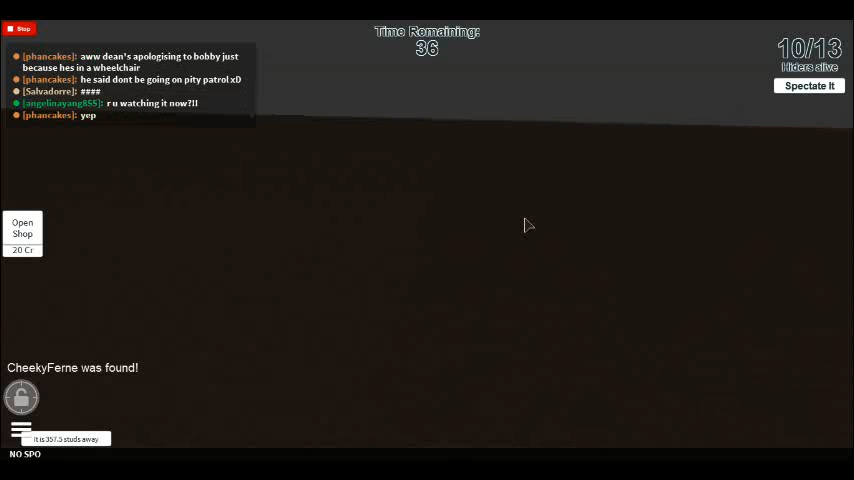 Stop
Time Remaining:
36
10/13
Hiders alive
Spectate It
[phancakes]: aww dean's apologising to bobby just
because hes in a wheelchair
[phancakes]: he said dont be going on pity patrol xD
[Salvadorre]: ####
[angelinayang855]: r u watching it now?!!
[phancakes]: yep
Open
Shop
20 Cr
CheekyFerne was found!
It is 357.5 studs away
NO SPO